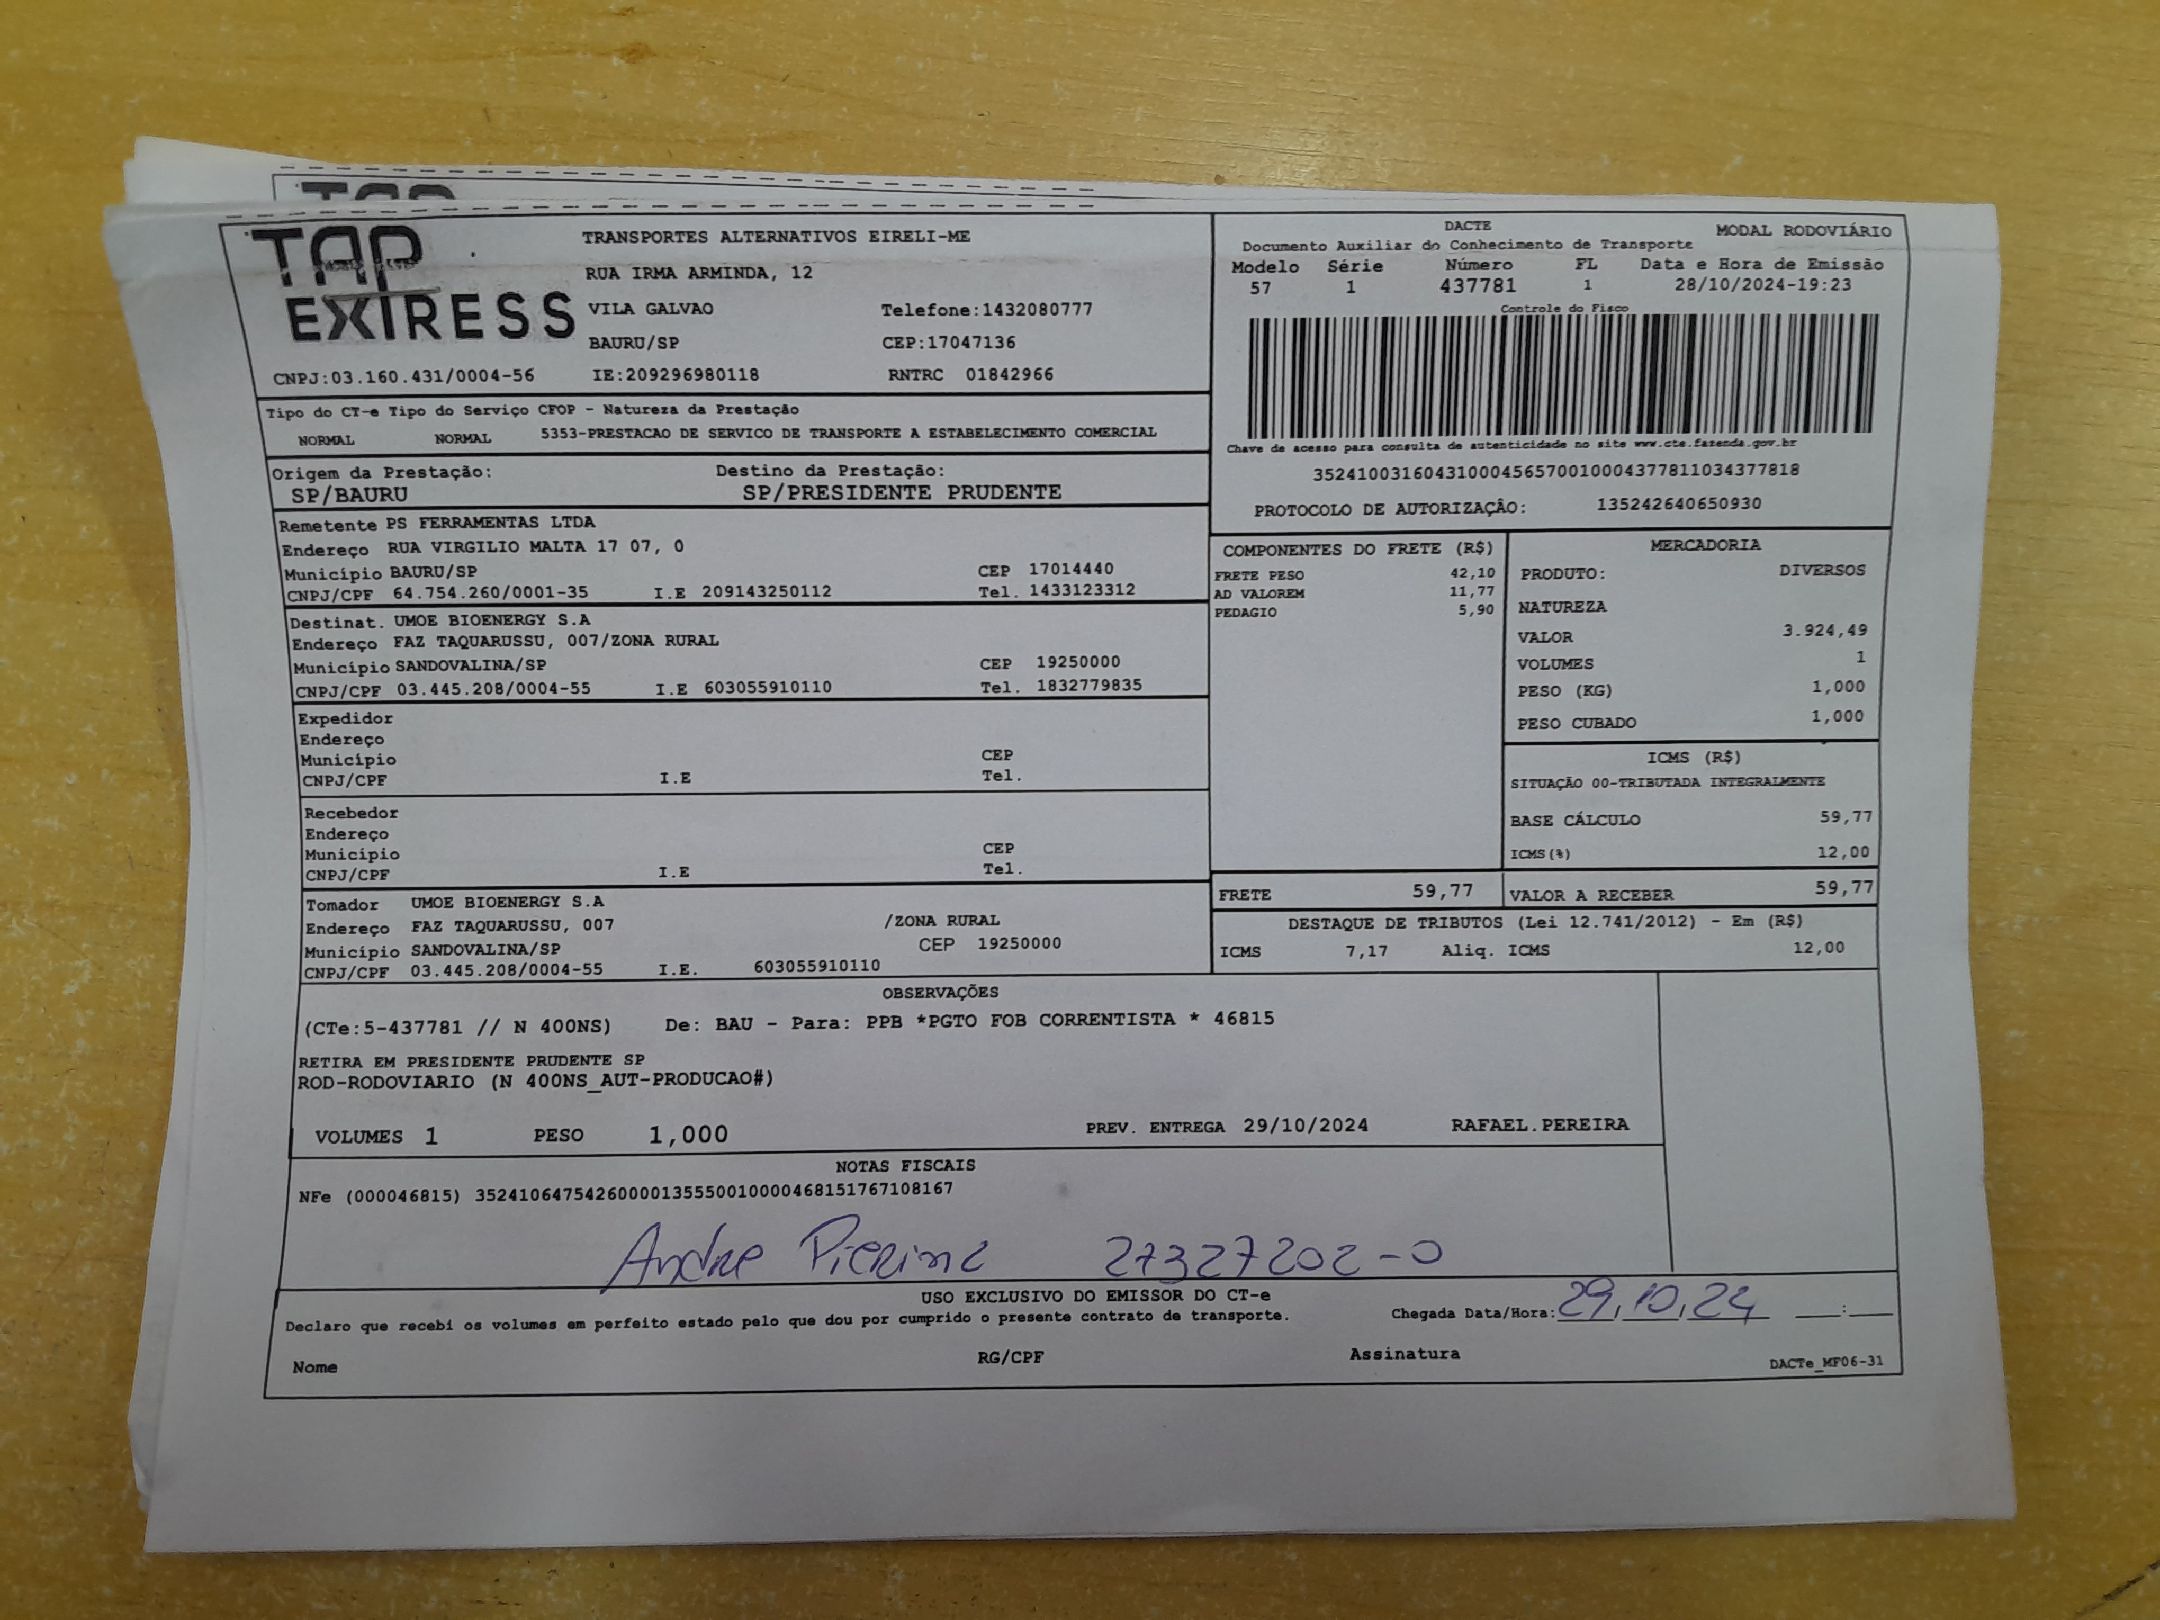 TAP
EXIRESS
TRANSPORTES ALTERNATIVOS EIRELI-ME
RUA IRMA ARMINDA, 12
VILA GALVAO Telefone:1432080777
BAURU/SP CEP:17047136
CNPJ:03.160.431/0004-56 IE:209296980118 RNTRC 01842966
DACTE MODAL RODOVIÁRIO
Documento Auxiliar do Conhecimento de Transporte
Modelo Série Número FL Data e Hora de Emissão
57 1 437781 1 28/10/2024-19:23
Controle do Fisco
Chave de acesso para consulta de autenticidade no site www.cte.fazenda.gov.br
35241003160431000456570010004377811034377818
PROTOCOLO DE AUTORIZAÇÂO: 135242640650930
Tipo do CT-e Tipo do Serviço CFOP - Natureza da Prestação
NORMAL NORMAL 5353-PRESTACAO DE SERVICO DE TRANSPORTE A ESTABELECIMENTO COMERCIAL
Origem da Prestação: Destino da Prestação:
SP/BAURU SP/PRESIDENTE PRUDENTE
Remetente PS FERRAMENTAS LTDA
Endereço RUA VIRGILIO MALTA 17 07, 0
Município BAURU/SP CEP 17014440
CNPJ/CPF 64.754.260/0001-35 I.E 209143250112 Tel. 1433123312
Destinat. UMOE BIOENERGY S.A
Endereço FAZ TAQUARUSSU, 007/ZONA RURAL
Município SANDOVALINA/SP CEP 19250000
CNPJ/CPF 03.445.208/0004-55 I.E 603055910110 Tel. 1832779835
Expedidor
Endereço
Município CEP
CNPJ/CPF I.E Tel.
Recebedor
Endereço
Município CEP
CNPJ/CPF I.E Tel.
Tomador UMOE BIOENERGY S.A
Endereço FAZ TAQUARUSSU, 007 /ZONA RURAL
Município SANDOVALINA/SP CEP 19250000
CNPJ/CPF 03.445.208/0004-55 I.E. 603055910110
COMPONENTES DO FRETE (R$)
FRETE PESO 42,10
AD VALOREM 11,77
PEDAGIO 5,90
MERCADORIA
PRODUTO: DIVERSOS
NATUREZA
VALOR 3.924,49
VOLUMES 1
PESO (KG) 1,000
PESO CUBADO 1,000
ICMS (R$)
SITUAÇÃO 00-TRIBUTADA INTEGRALMENTE
BASE CÁLCULO 59,77
ICMS(%) 12,00
FRETE 59,77 VALOR A RECEBER 59,77
DESTAQUE DE TRIBUTOS (Lei 12.741/2012) - Em (R$)
ICMS 7,17 Aliq. ICMS 12,00
OBSERVAÇÕES
(CTe:5-437781 // N 400NS) De: BAU - Para: PPB *PGTO FOB CORRENTISTA * 46815
RETIRA EM PRESIDENTE PRUDENTE SP
ROD-RODOVIARIO (N 400NS_AUT-PRODUCAO#)
VOLUMES 1 PESO 1,000 PREV. ENTREGA 29/10/2024 RAFAEL.PEREIRA
NOTAS FISCAIS
NFe (000046815) 35241064754260000135550010000468151767108167
Andre 27327202-0
USO EXCLUSIVO DO EMISSOR DO CT-e
Declaro que recebi os volumes em perfeito estado pelo que dou por cumprido o presente contrato de transporte. Chegada Data/Hora: 29,10,24 __:__
Nome RG/CPF Assinatura DACTe_MF06-31